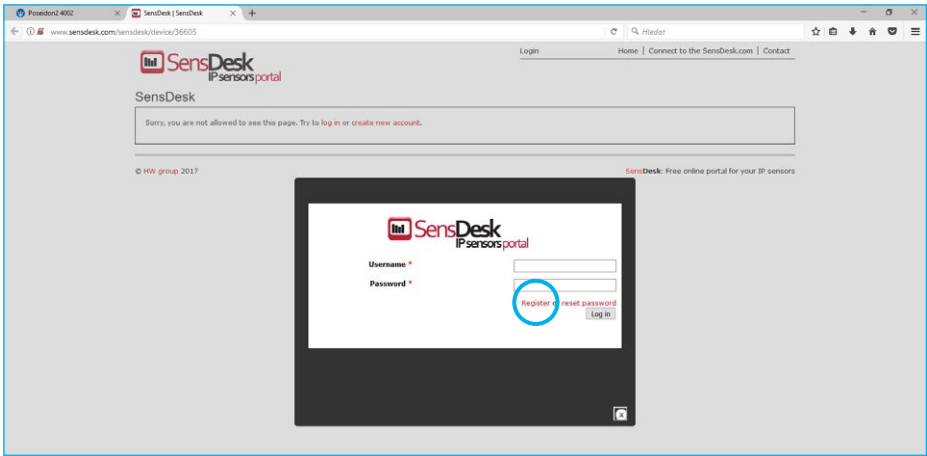 Poseidon2 4002
SensDesk | SensDesk
www.sensdesk.com/sensdesk/device/36605
Hledat
SensDesk
IP sensors portal
Login
Home | Connect to the SensDesk.com | Contact
SensDesk
Sorry, you are not allowed to see this page. Try to log in or create new account.
© HW group 2017
SensDesk: Free online portal for your IP sensors
SensDesk
IP sensors portal
Username *
Password *
Register or reset password
Log in
x